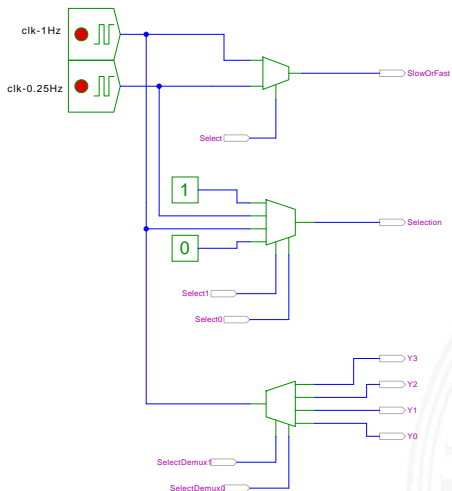 clk-1Hz
clk-0.25Hz
SlowOrFast
Select
1
Selection
0
Select1
Select0
Y3
Y2
Y1
Y0
SelectDemux1
SelectDemux0